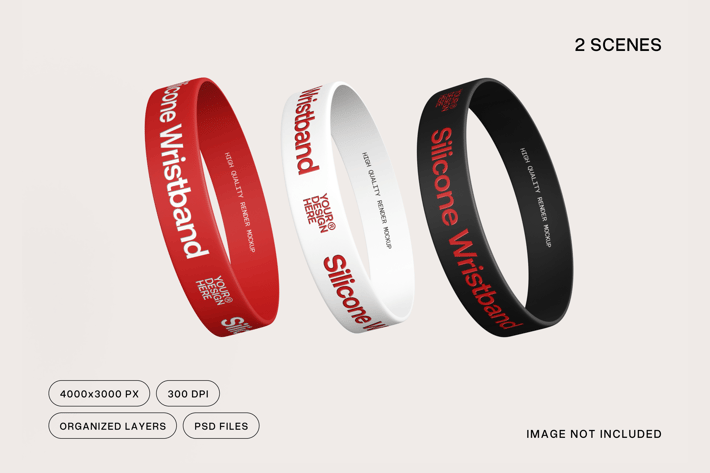 2 SCENES
icone Wristband
HIGH QUALITY RENDER MOCKUP
YOUR®
DESIGN
HERE
Sili
Wristband
HIGH QUALITY RENDER MOCKUP
YOUR®
DESIGN
HERE
Silicone W
Silicone Wristband
HIGH QUALITY RENDER MOCKUP
4000x3000 PX
300 DPI
ORGANIZED LAYERS
PSD FILES
IMAGE NOT INCLUDED